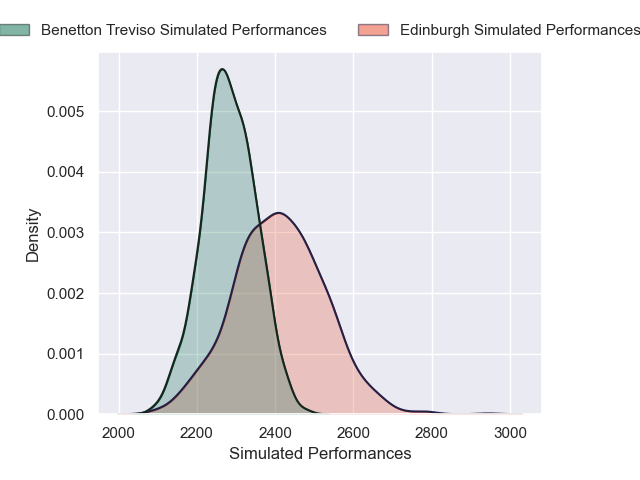 Benetton Treviso Simulated Performances
Edinburgh Simulated Performances
0.005
0.004
0.003
0.002
0.001
0.000
Density
2000 2200 2400 2600 2800 3000
Simulated Performances